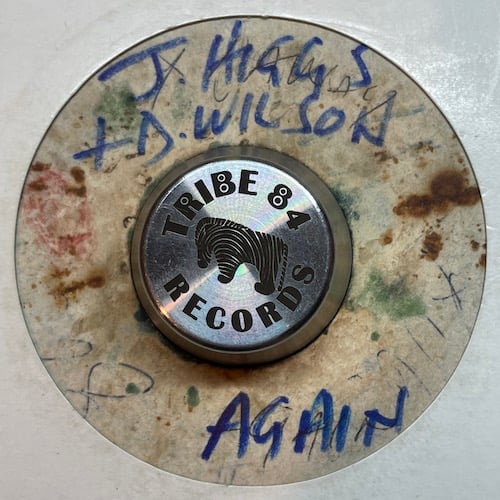 J. HIGGS
+ D. WILSON
TRIBE 84
RECORDS
AGAIN